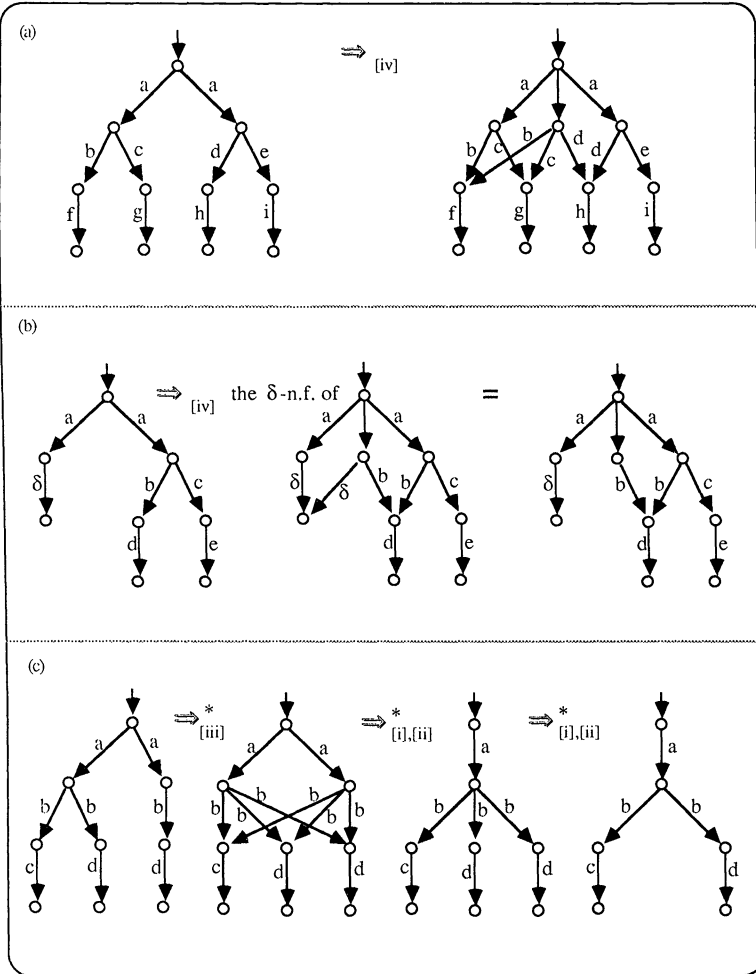 (a)
⇒ [iv]
a a
a a
b c d e
b c b c d d e
f g h i
f g h i
(b)
⇒ [iv] the δ-n.f. of =
a a
a a
a a
δ b c
δ δ b b c
δ b b c
d e
d e
d e
(c)
⇒ * [iii]
⇒ * [i],[ii]
⇒ * [i],[ii]
a a
a a
a
a
b b b
b b b b b b
b b b
b b
c d d
c d d
c d d
c d